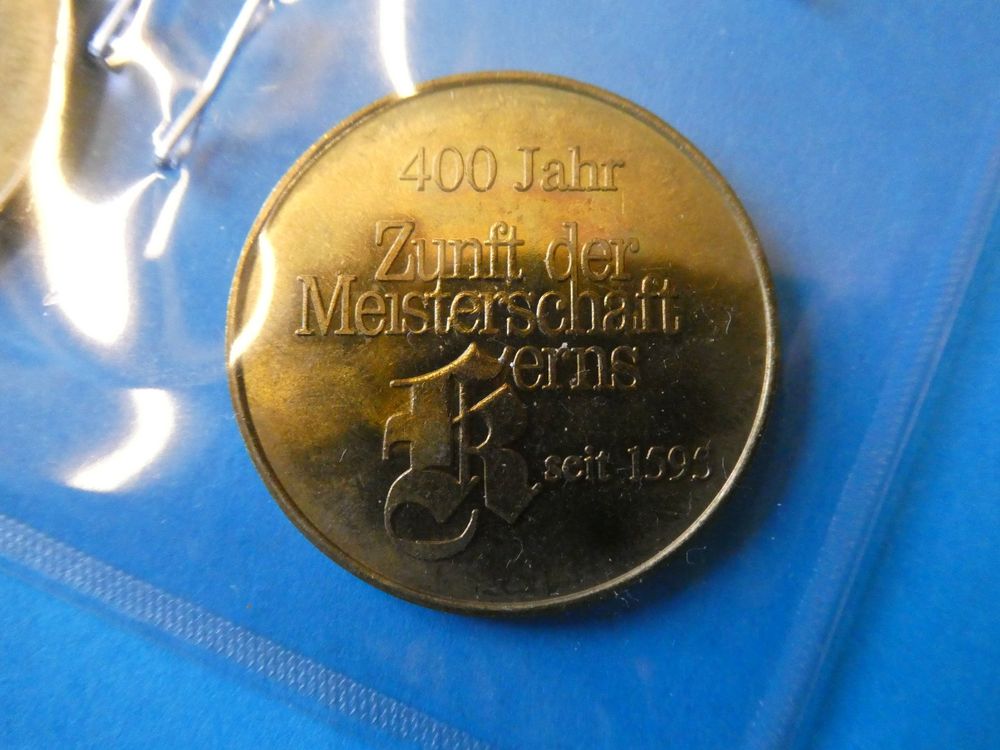 400 Jahr
Zunft der
Meisterschaft
Kerns
seit 1595